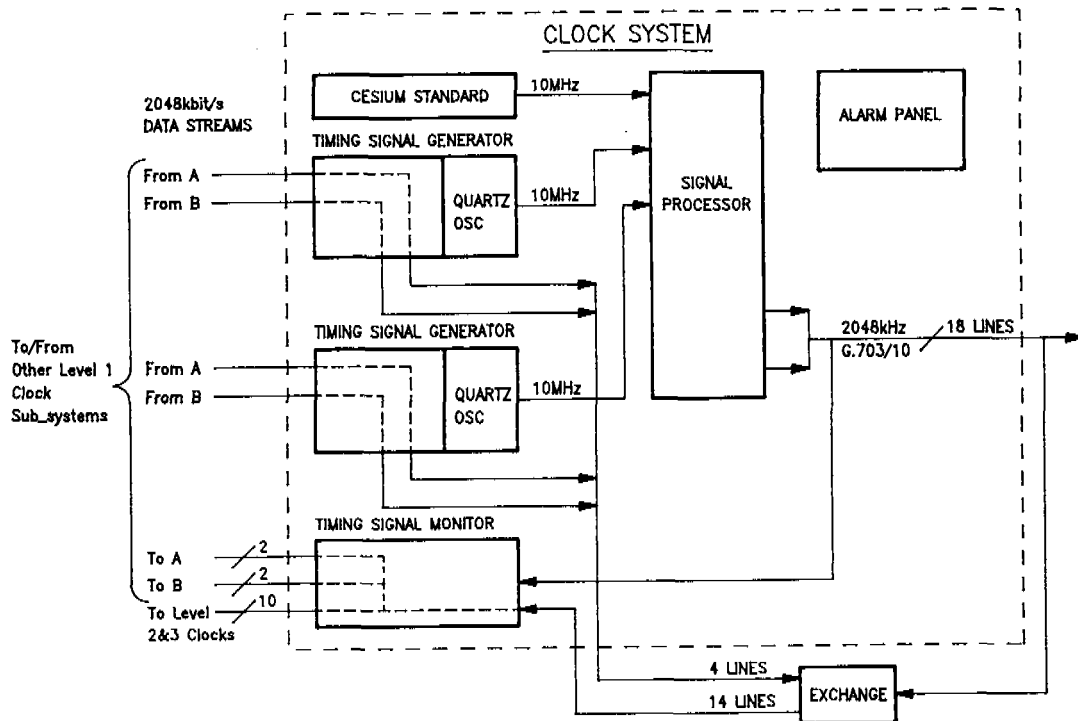 CLOCK SYSTEM
CESIUM STANDARD
10MHz
ALARM PANEL
2048kbit/s
DATA STREAMS
TIMING SIGNAL GENERATOR
From A
From B
QUARTZ
OSC
10MHz
SIGNAL
PROCESSOR
TIMING SIGNAL GENERATOR
2048kHz
G.703/10
18 LINES
To/From
Other Level 1
Clock
Sub_systems
From A
From B
QUARTZ
OSC
10MHz
TIMING SIGNAL MONITOR
To A
2
To B
2
To Level
2&3 Clocks
10
4 LINES
14 LINES
EXCHANGE